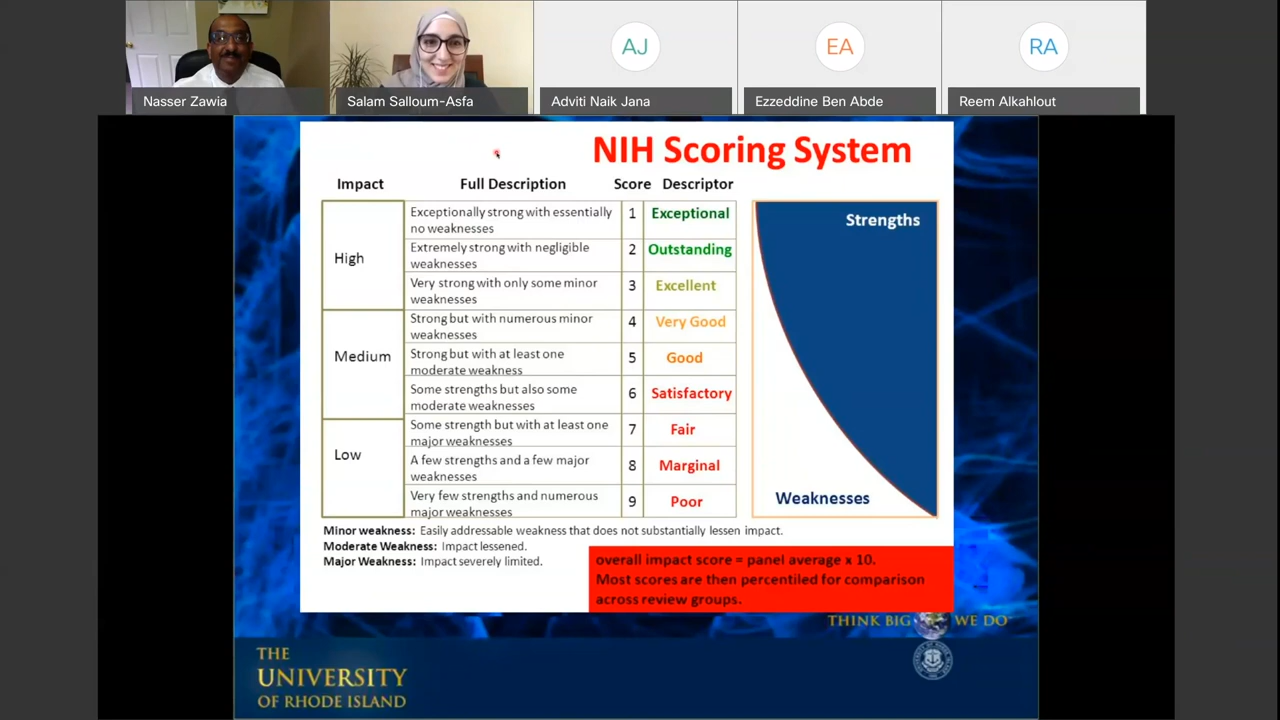 AJ
EA
RA
Nasser Zawia
Salam Salloum-Asfa
Adviti Naik Jana
Ezzeddine Ben Abde
Reem Alkahlout
NIH Scoring System
Impact Full Description Score Descriptor
High
Exceptionally strong with essentially
no weaknesses
1 Exceptional
Extremely strong with negligible
weaknesses
2 Outstanding
Very strong with only some minor
weaknesses
3 Excellent
Medium
Strong but with numerous minor
weaknesses
4 Very Good
Strong but with at least one
moderate weakness
5 Good
Some strengths but also some
moderate weaknesses
6 Satisfactory
Low
Some strength but with at least one
major weaknesses
7 Fair
A few strengths and a few major
weaknesses
8 Marginal
Very few strengths and numerous
major weaknesses
9 Poor
Strengths
Weaknesses
Minor weakness: Easily addressable weakness that does not substantially lessen impact.
Moderate Weakness: Impact lessened.
Major Weakness: Impact severely limited.
overall impact score = panel average x 10.
Most scores are then percentiled for comparison
across review groups.
THINK BIG WE DO
THE
UNIVERSITY
OF RHODE ISLAND